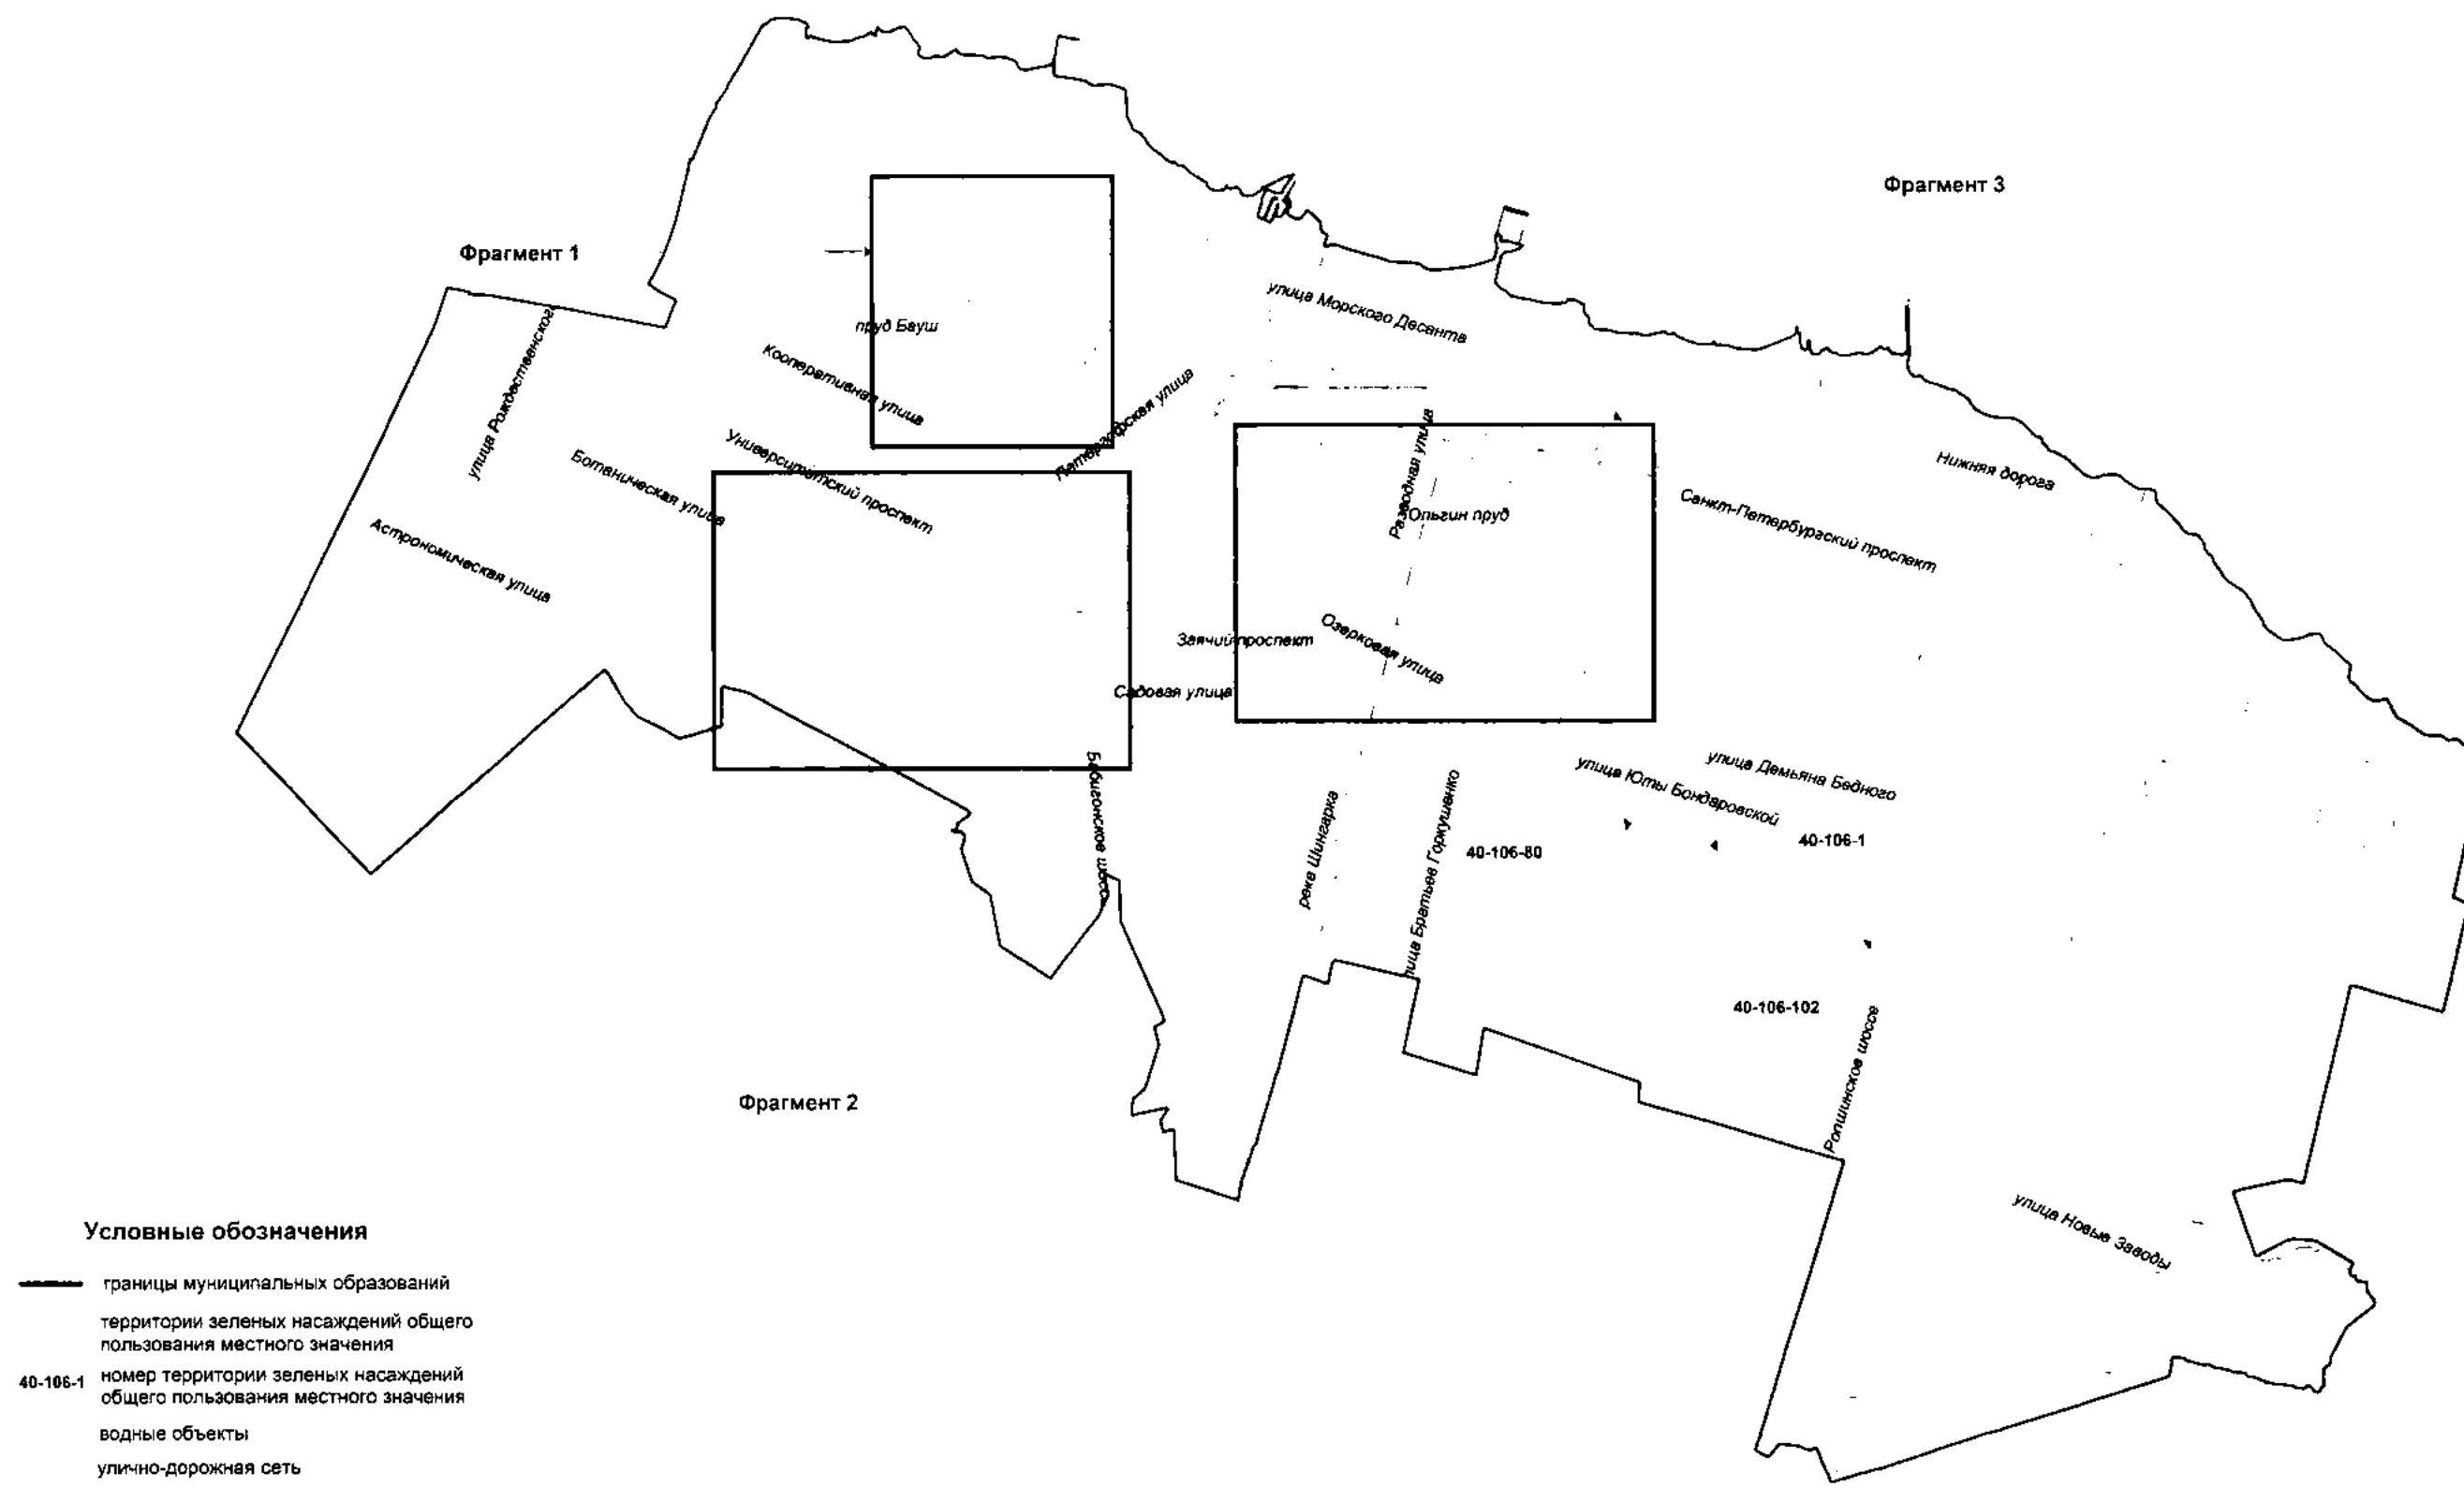 Фрагмент 3
Фрагмент 1
улица Морского Десанта
пруд Бауш
улица Рождественског
Кооперативная улица
Петергофская улица
Университетский проспект
Ботаническая улица
Разводная улица
Нижняя дорога
Санкт-Петербургский проспект
Ольгин пруд
Астрономическая улица
Заячий проспект
Озерковая улица
Садовая улица
Бабигонское шосс
улица Юты Бондаровской
улица Демьяна Бедного
река Шингарка
лица Братьев Горкушенко
40-106-80
40-106-1
40-106-102
Ропшинское шоссе
Фрагмент 2
улица Новые Заводы
Условные обозначения
границы муниципальных образований
территории зеленых насаждений общего
пользования местного значения
40-106-1 номер территории зеленых насаждений
общего пользования местного значения
водные объекты
улично-дорожная сеть